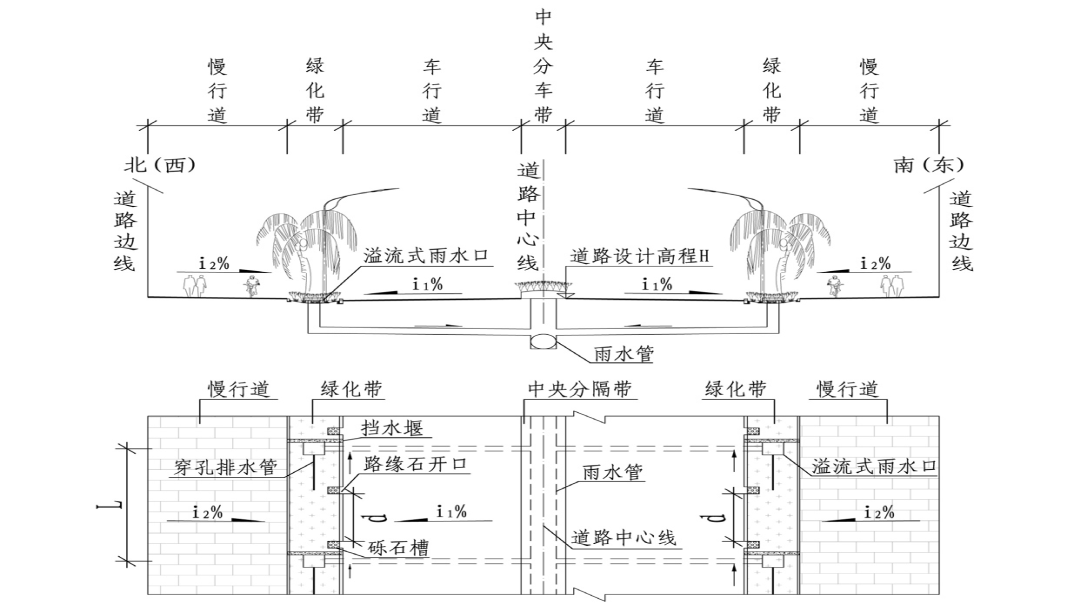 慢行道
绿化带
车行道
中央分车带
车行道
绿化带
慢行道
北(西)
南(东)
道路边线
道路中心线
道路边线
溢流式雨水口
道路设计高程H
i₂%
i₁%
i₁%
i₂%
雨水管
慢行道
绿化带
中央分隔带
绿化带
慢行道
挡水堰
穿孔排水管
路缘石开口
雨水管
溢流式雨水口
L
i₂%
d
i₁%
d
i₂%
道路中心线
砾石槽